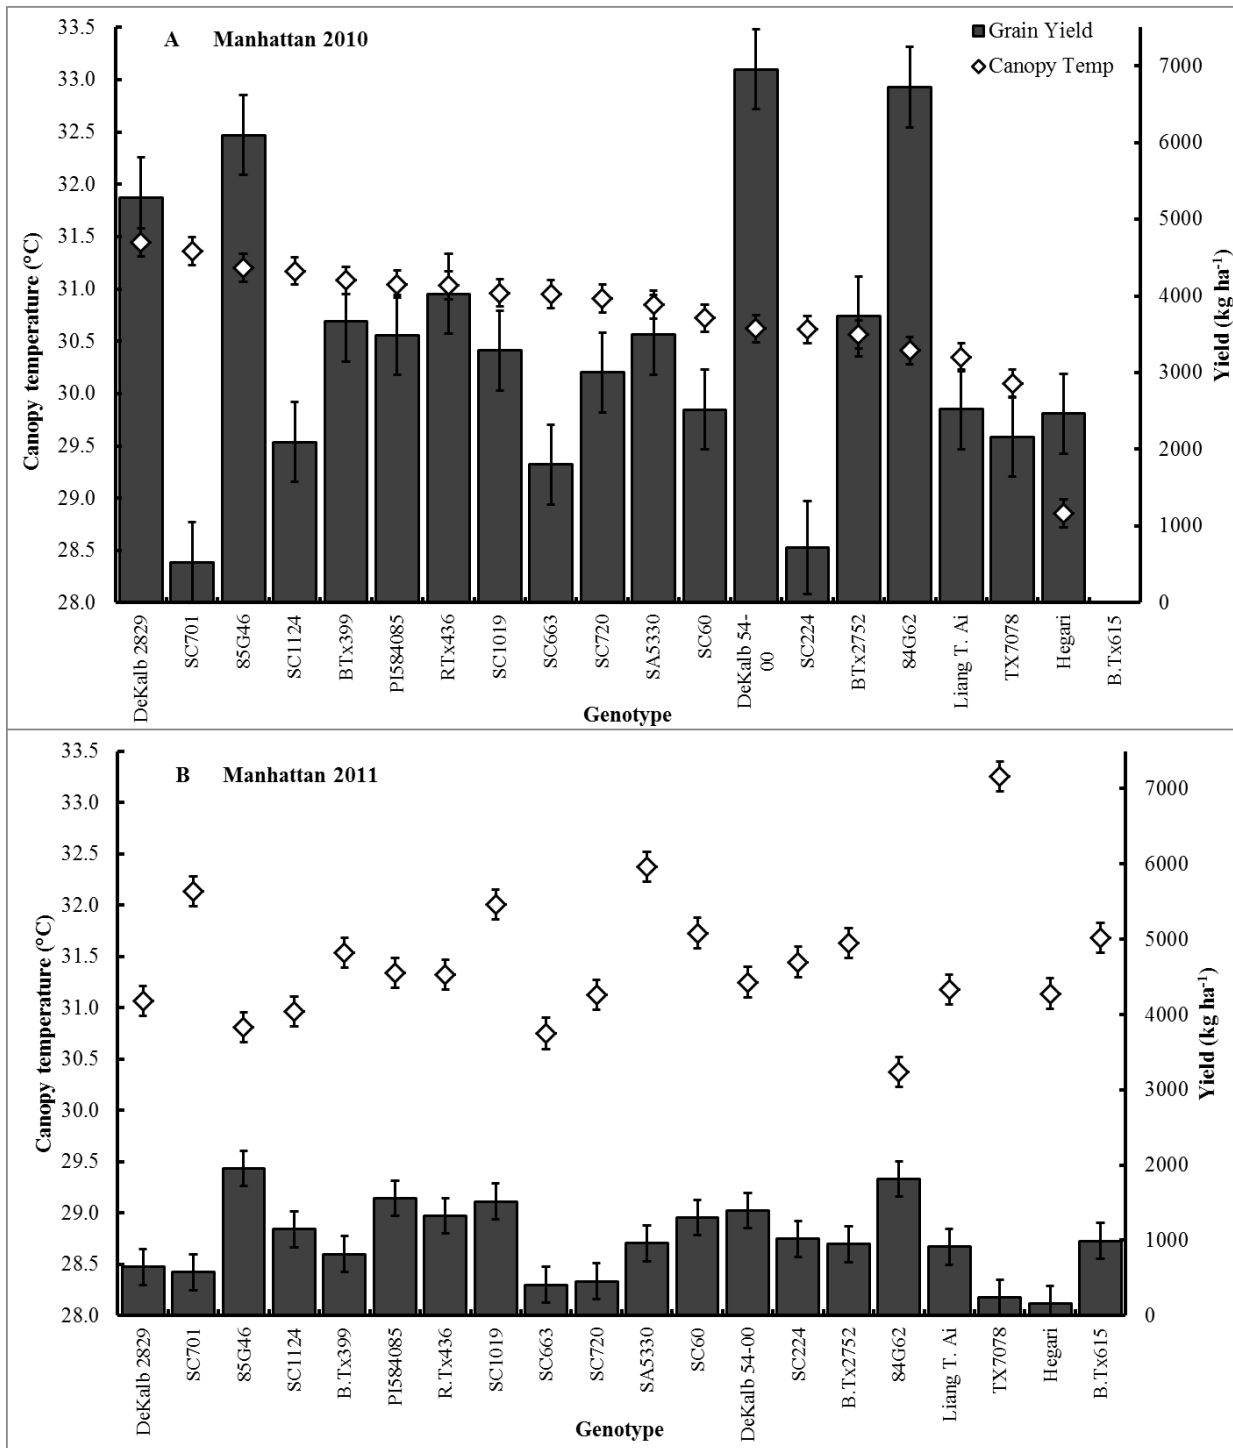 A Manhattan 2010
Grain Yield
Canopy Temp
Canopy temperature (°C)
33.5
33.0
32.5
32.0
31.5
31.0
30.5
30.0
29.5
29.0
28.5
28.0
7000
6000
5000
4000
3000
2000
1000
0
Yield (kg ha⁻¹)
DeKalb 2829
SC701
85G46
SC1124
BTx399
PI584085
RTx436
SC1019
SC663
SC720
SA5330
SC60
DeKalb 54-
00
SC224
BTx2752
84G62
Liang T. Ai
TX7078
Hegari
B.Tx615
Genotype
B Manhattan 2011
Canopy temperature (°C)
33.5
33.0
32.5
32.0
31.5
31.0
30.5
30.0
29.5
29.0
28.5
28.0
7000
6000
5000
4000
3000
2000
1000
0
Yield (kg ha⁻¹)
DeKalb 2829
SC701
85G46
SC1124
B.Tx399
PI584085
R.Tx436
SC1019
SC663
SC720
SA5330
SC60
DeKalb 54-00
SC224
B.Tx2752
84G62
Liang T. Ai
TX7078
Hegari
B.Tx615
Genotype